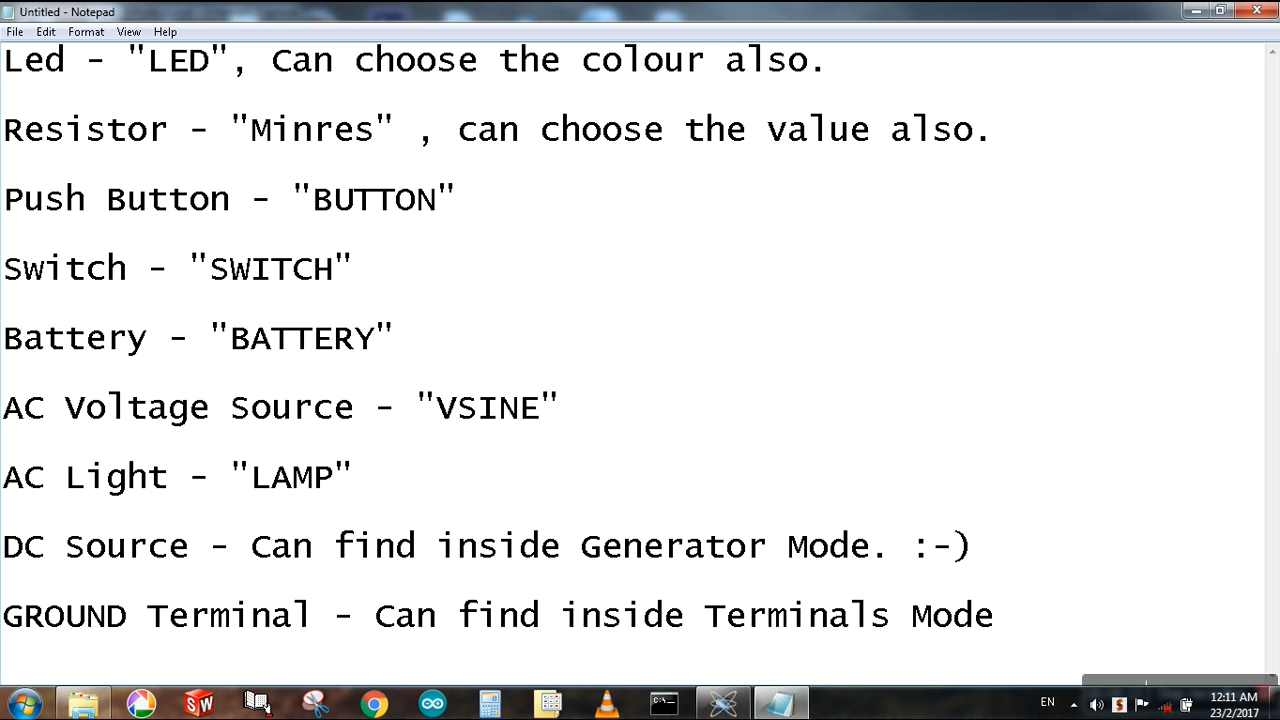 Untitled - Notepad
File Edit Format View Help
Led - "LED", Can choose the colour also.
Resistor - "Minres" , can choose the value also.
Push Button - "BUTTON"
Switch - "SWITCH"
Battery - "BATTERY"
AC Voltage Source - "VSINE"
AC Light - "LAMP"
DC Source - Can find inside Generator Mode. :-)
GROUND Terminal - Can find inside Terminals Mode
SW
C:\
EN
12:11 AM
23/2/2017